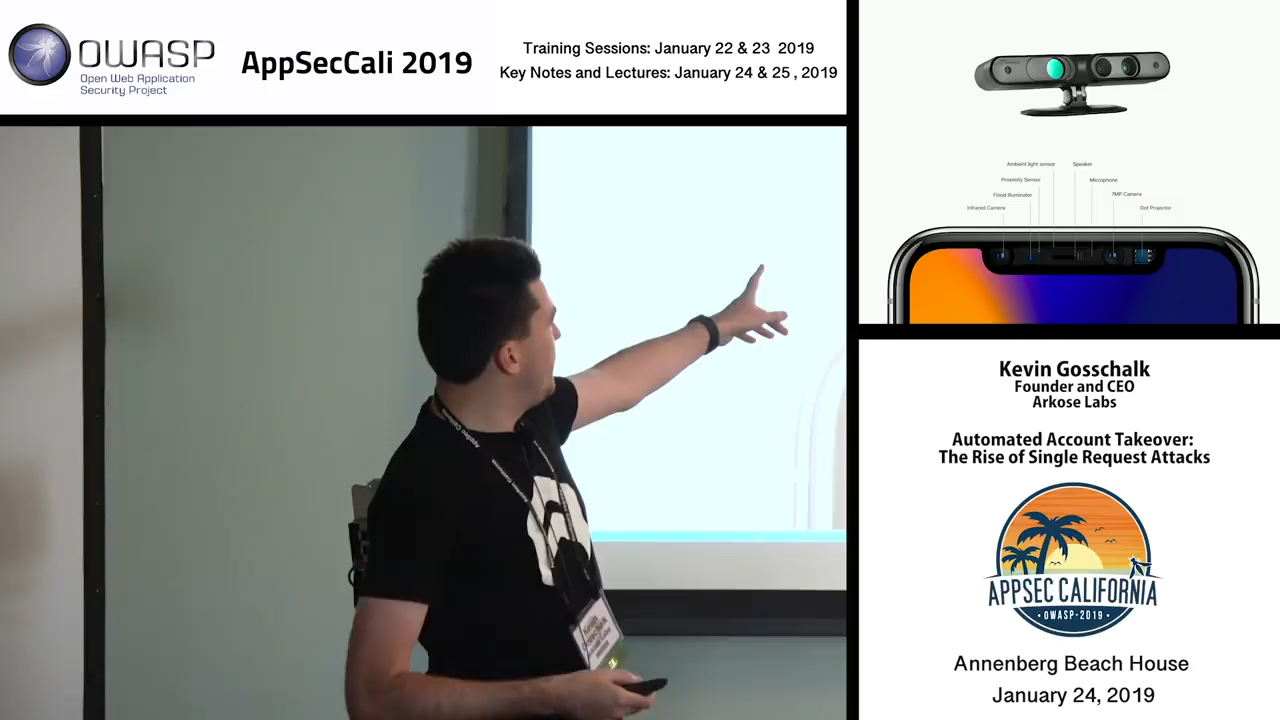 OWASP
Open Web Application
Security Project
AppSecCali 2019
Training Sessions: January 22 & 23 2019
Key Notes and Lectures: January 24 & 25 , 2019
Ambient light sensor
Speaker
Proximity Sensor
Microphone
Flood Illuminator
7MP Camera
Infrared Camera
Dot Projector
Kevin Gosschalk
Founder and CEO
Arkose Labs
Automated Account Takeover:
The Rise of Single Request Attacks
APPSEC CALIFORNIA
· OWASP-2019 ·
Annenberg Beach House
January 24, 2019
AppSec California